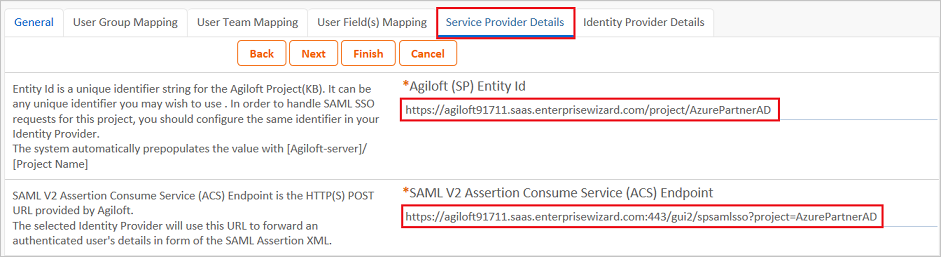 General User Group Mapping User Team Mapping User Field(s) Mapping Service Provider Details Identity Provider Details
Back Next Finish Cancel
Entity Id is a unique identifier string for the Agiloft Project(KB). It can be
any unique identifier you may wish to use . In order to handle SAML SSO
requests for this project, you should configure the same identifier in your
Identity Provider.
The system automatically prepopulates the value with [Agiloft-server]/
[Project Name]
*Agiloft (SP) Entity Id
https://agiloft91711.saas.enterprisewizard.com/project/AzurePartnerAD
SAML V2 Assertion Consume Service (ACS) Endpoint is the HTTP(S) POST
URL provided by Agiloft.
The selected Identity Provider will use this URL to forward an
authenticated user's details in form of the SAML Assertion XML.
*SAML V2 Assertion Consume Service (ACS) Endpoint
https://agiloft91711.saas.enterprisewizard.com:443/gui2/spsamlsso?project=AzurePartnerAD